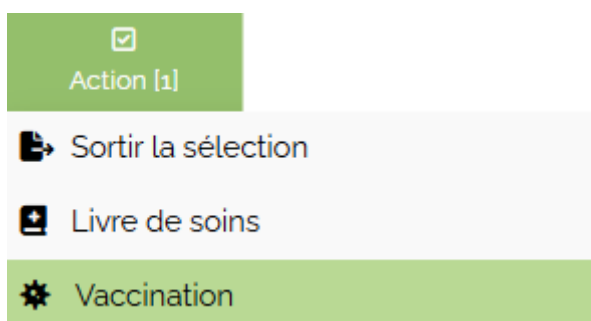 Action [1]
Sortir la sélection
Livre de soins
Vaccination